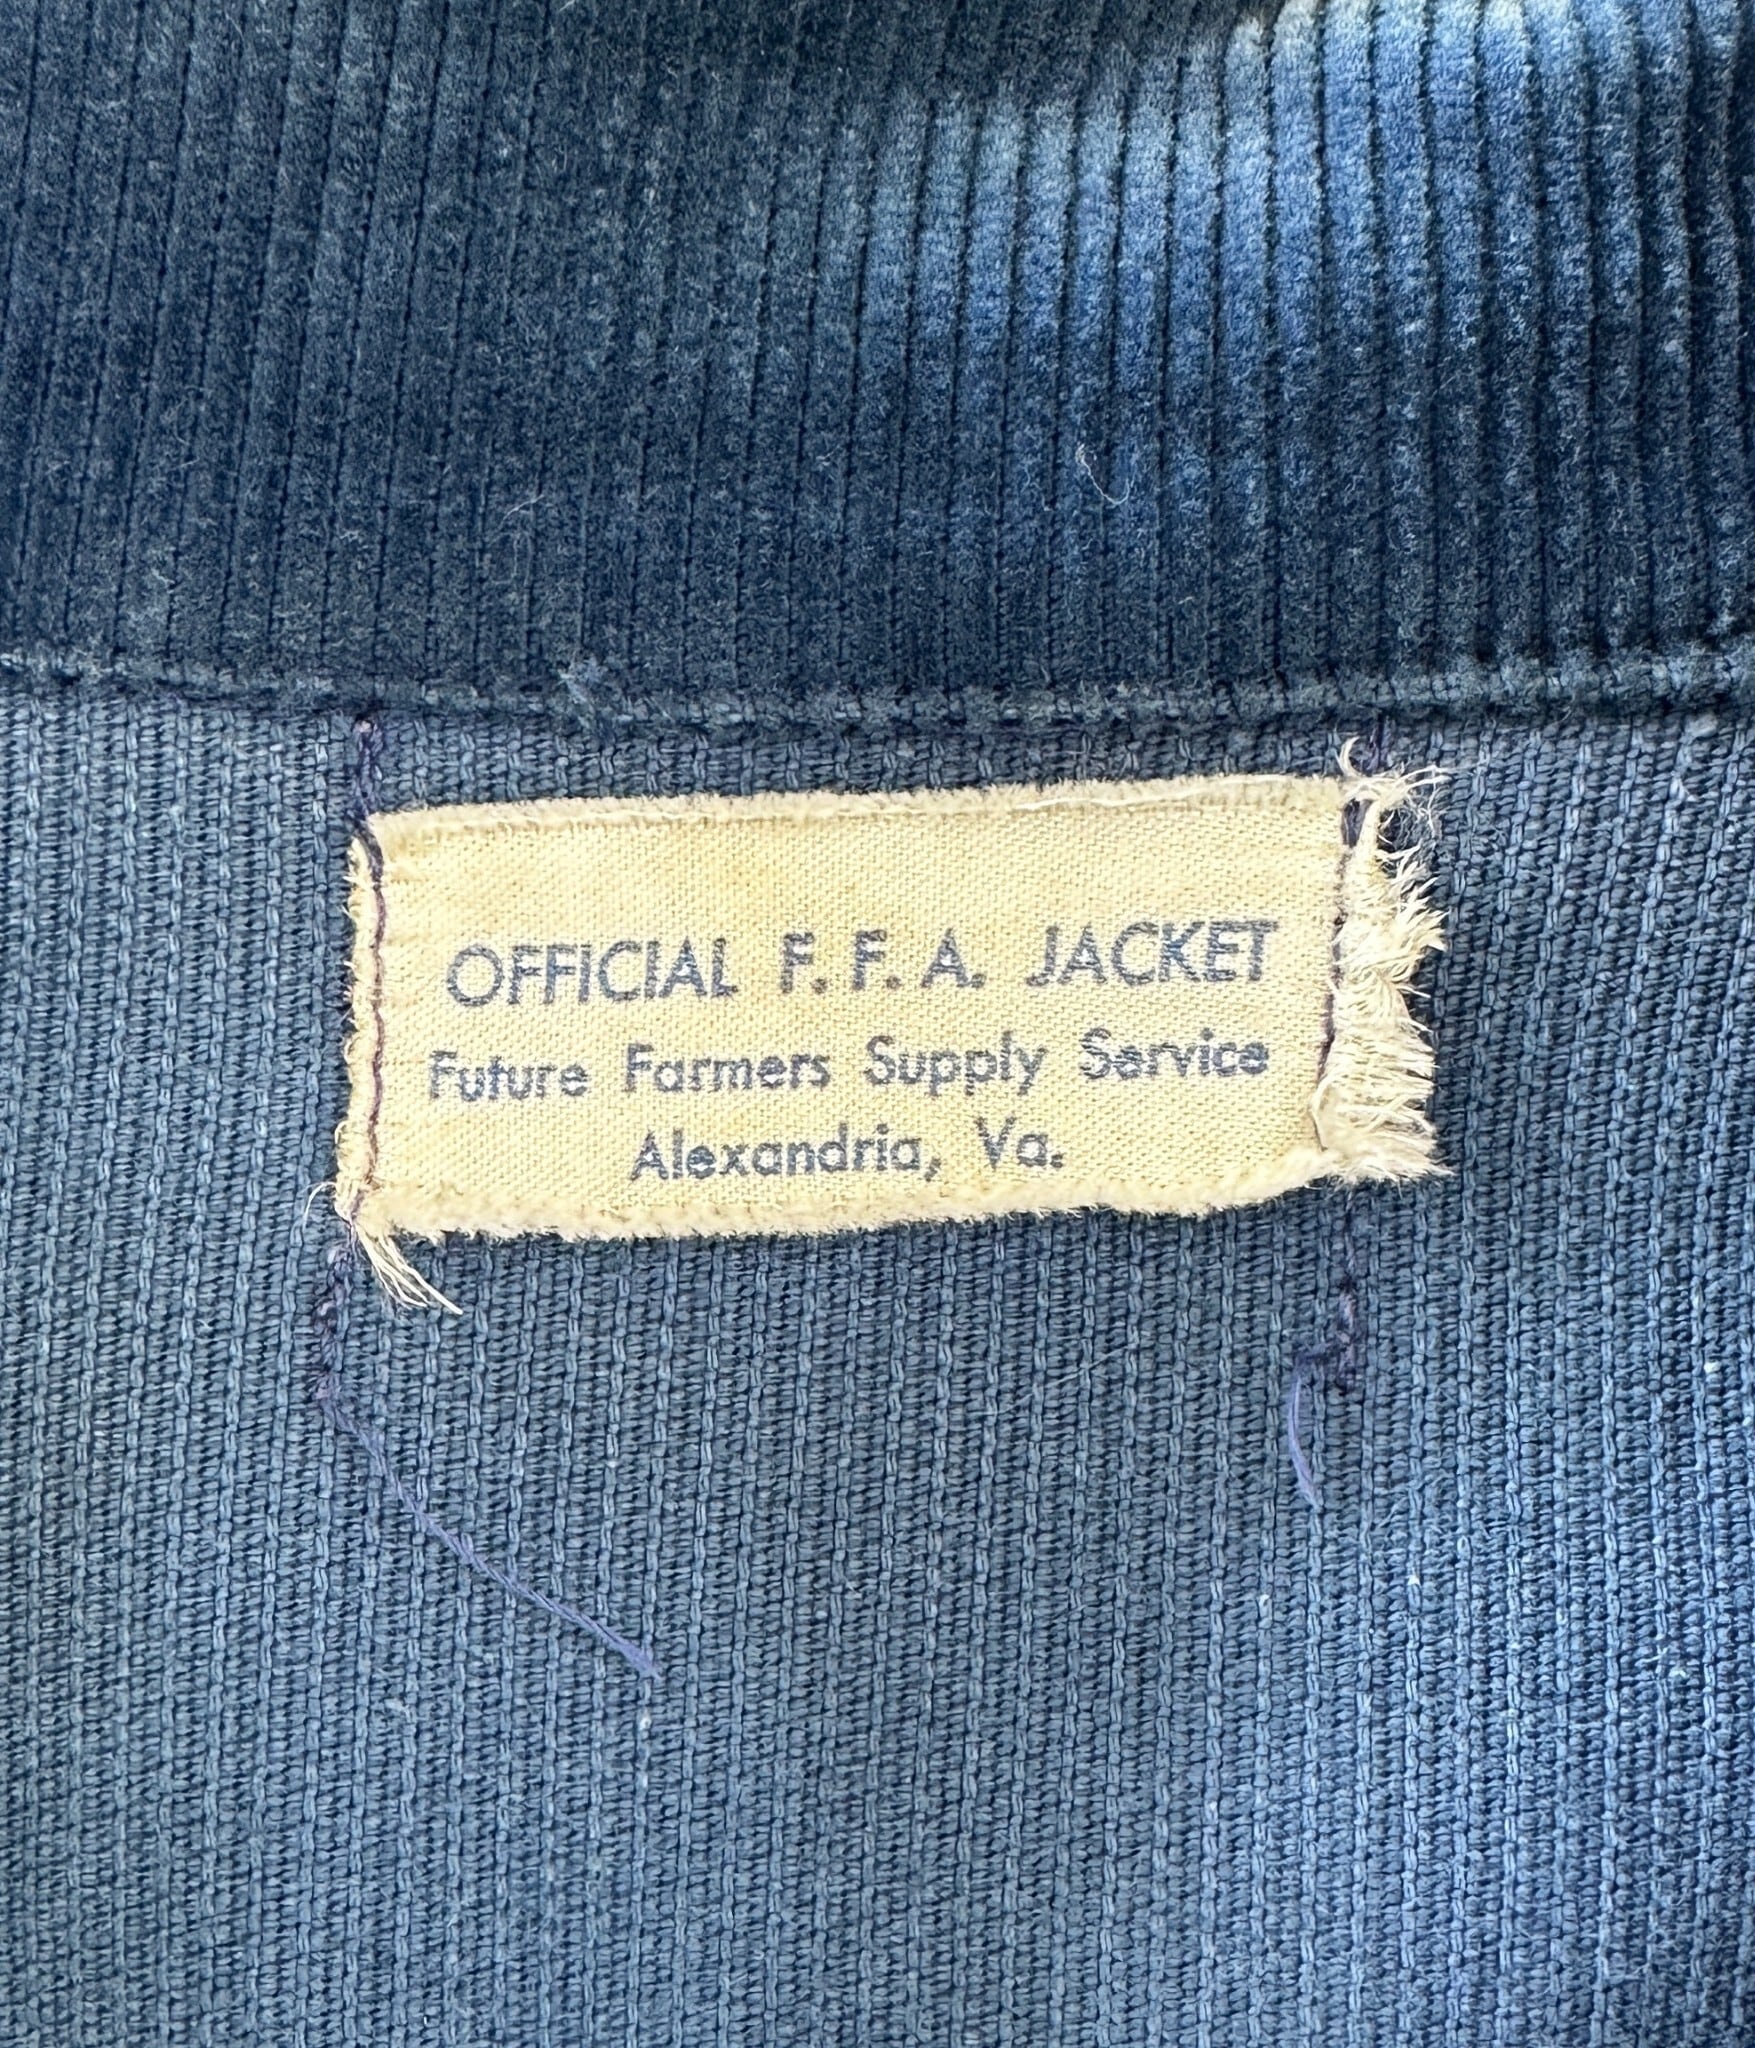 OFFICIAL F.F.A. JACKET
Future Farmers Supply Service
Alexandria, Va.